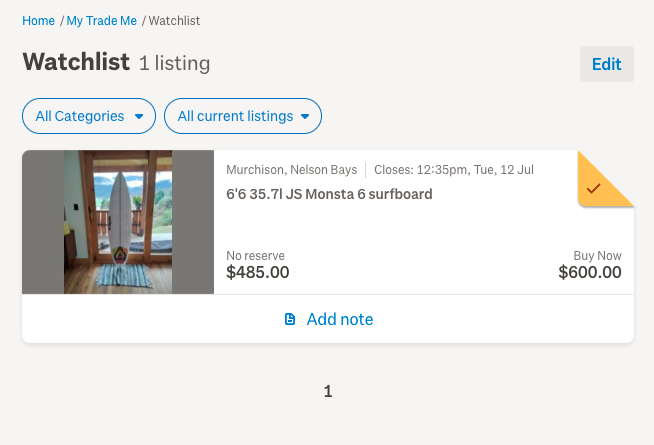 Home / My Trade Me / Watchlist
Watchlist 1 listing
Edit
All Categories
All current listings
Murchison, Nelson Bays | Closes: 12:35pm, Tue, 12 Jul
6'6 35.7l JS Monsta 6 surfboard
No reserve
Buy Now
$485.00
$600.00
Add note
1